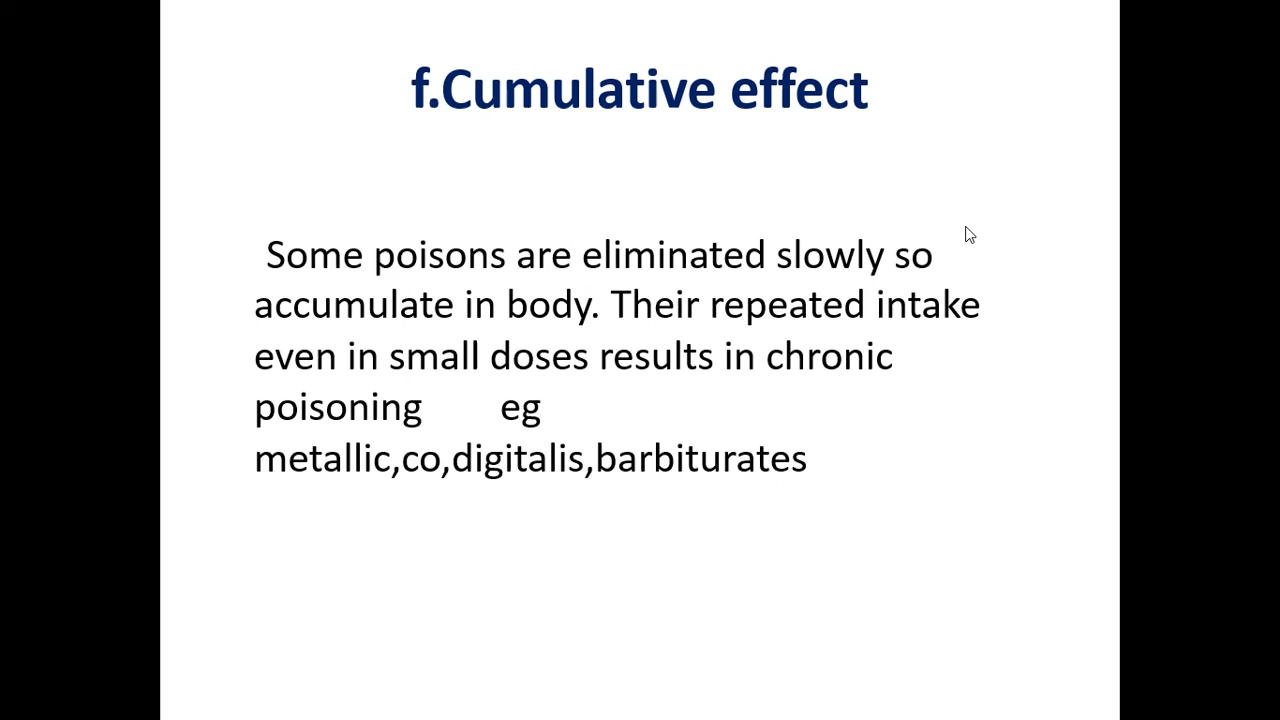 f.Cumulative effect
Some poisons are eliminated slowly so
accumulate in body. Their repeated intake
even in small doses results in chronic
poisoning eg
metallic,co,digitalis,barbiturates